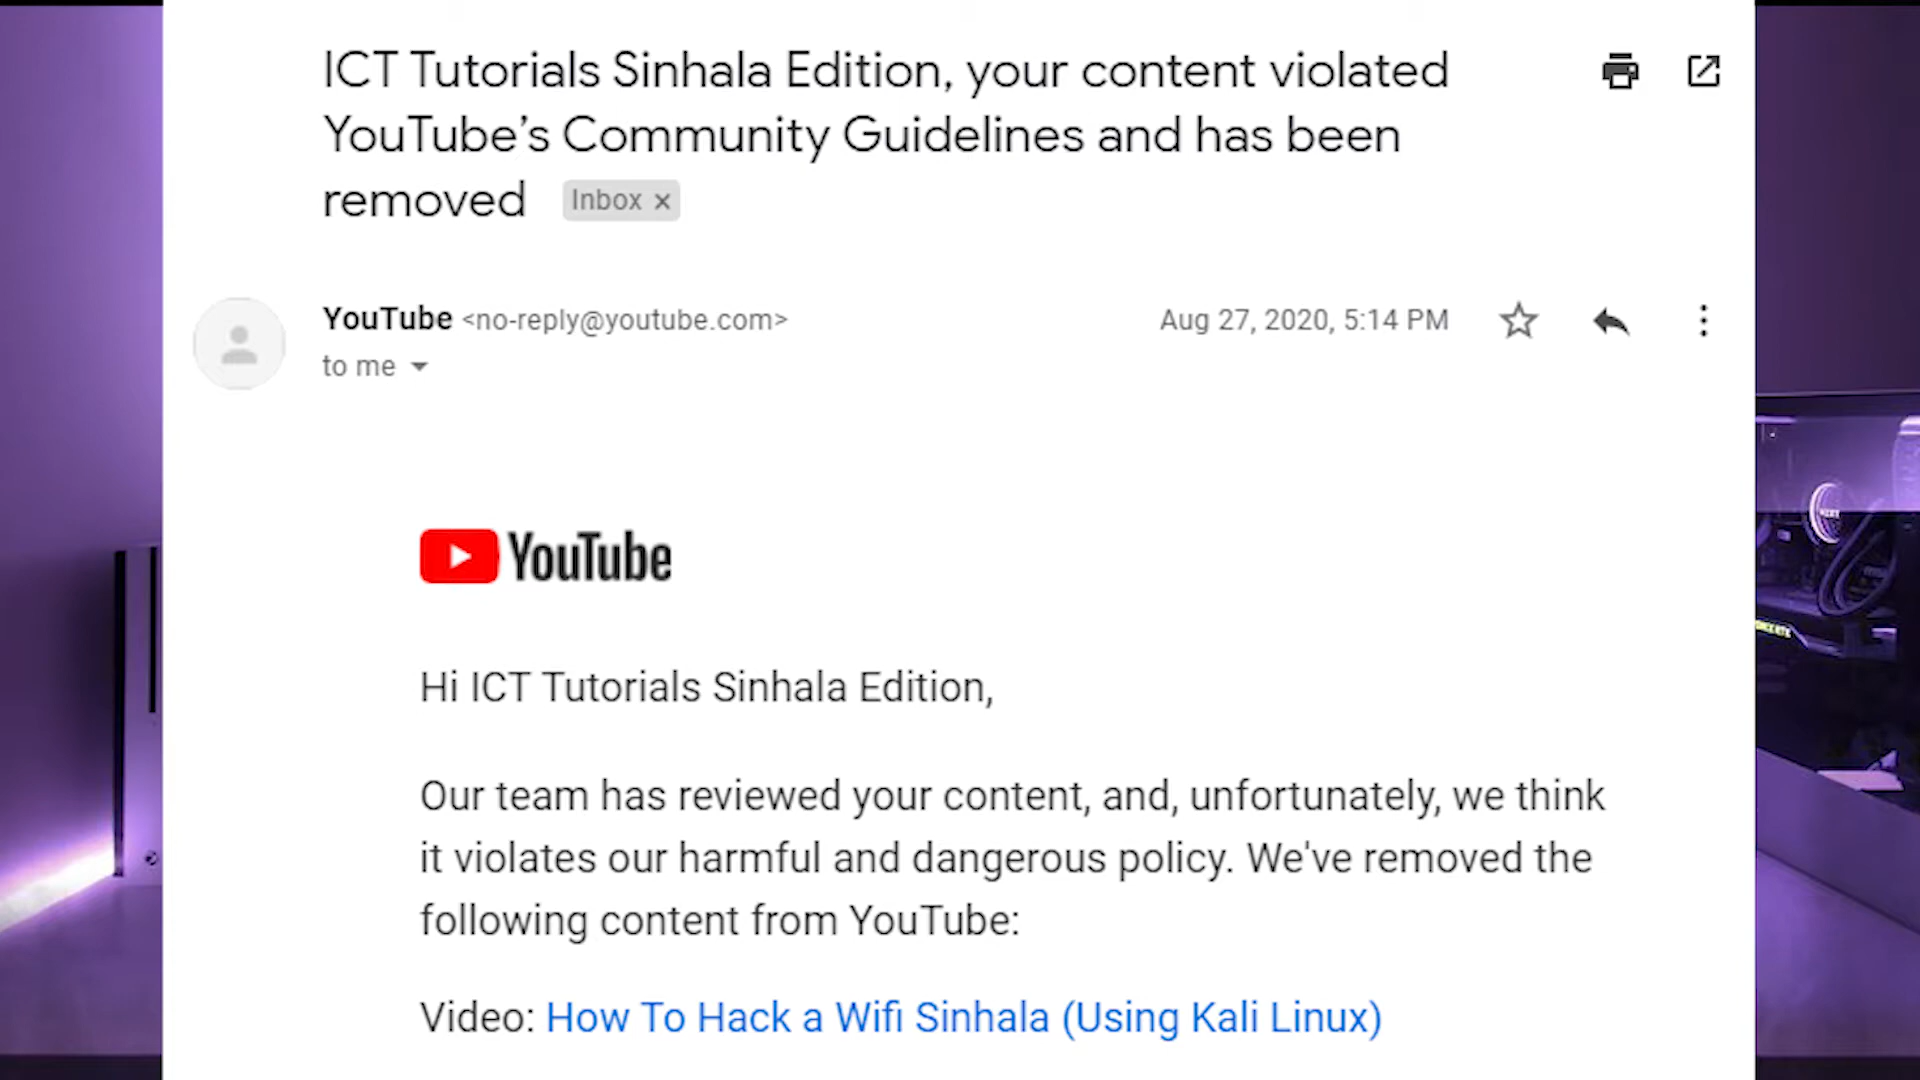 ICT Tutorials Sinhala Edition, your content violated
YouTube’s Community Guidelines and has been
removed Inbox ×
YouTube <no-reply@youtube.com> Aug 27, 2020, 5:14 PM
to me
YouTube
Hi ICT Tutorials Sinhala Edition,
Our team has reviewed your content, and, unfortunately, we think
it violates our harmful and dangerous policy. We've removed the
following content from YouTube:
Video: How To Hack a Wifi Sinhala (Using Kali Linux)